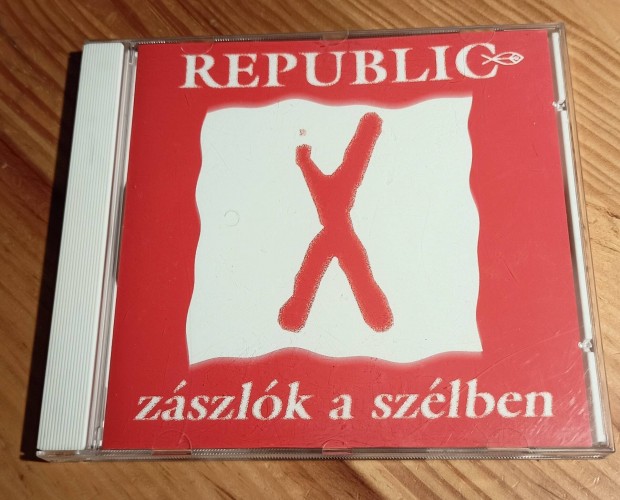 REPUBLIC
X
zászlók a szélben